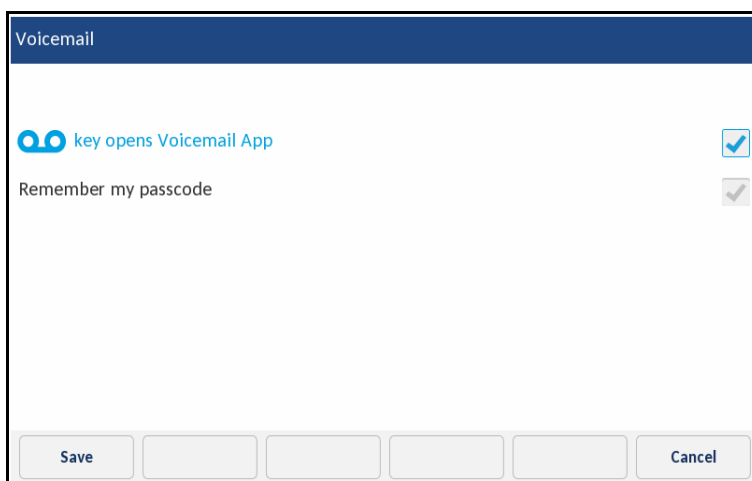 Voicemail
key opens Voicemail App
Remember my passcode
Save
Cancel